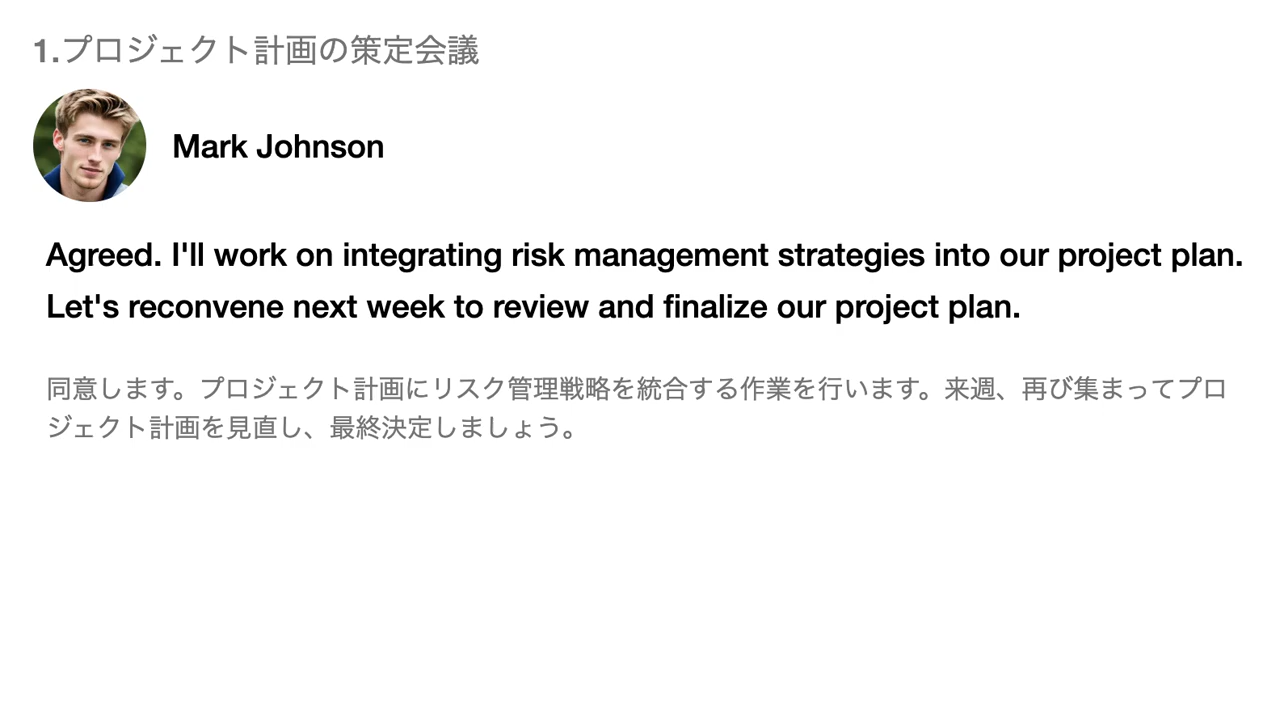 1.プロジェクト計画の策定会議
Mark Johnson
Agreed. I'll work on integrating risk management strategies into our project plan.
Let's reconvene next week to review and finalize our project plan.
同意します。プロジェクト計画にリスク管理戦略を統合する作業を行います。来週、再び集まってプロ
ジェクト計画を見直し、最終決定しましょう。